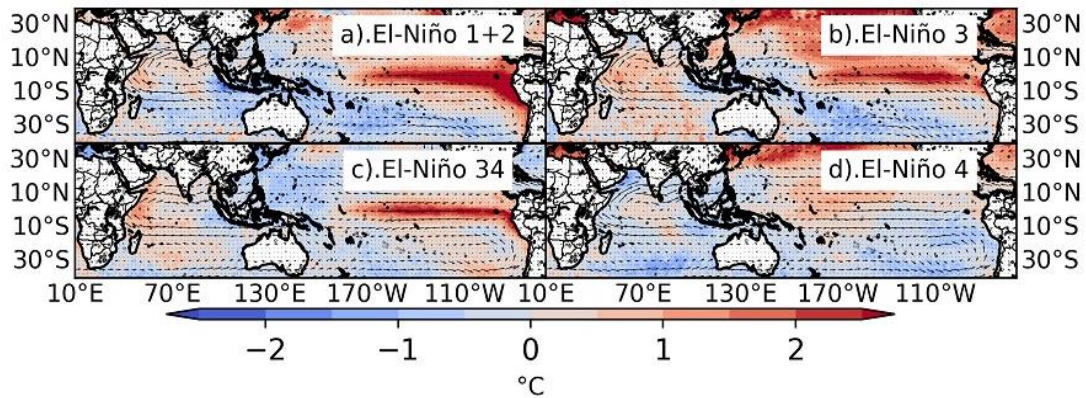 30°N a).El-Niño 1+2 b).El-Niño 3 30°N
10°N 10°N
10°S 10°S
30°S 30°S
30°N c).El-Niño 34 d).El-Niño 4 30°N
10°N 10°N
10°S 10°S
30°S 30°S
10°E 70°E 130°E 170°W 110°W 10°E 70°E 130°E 170°W 110°W
−2 −1 0 1 2
°C